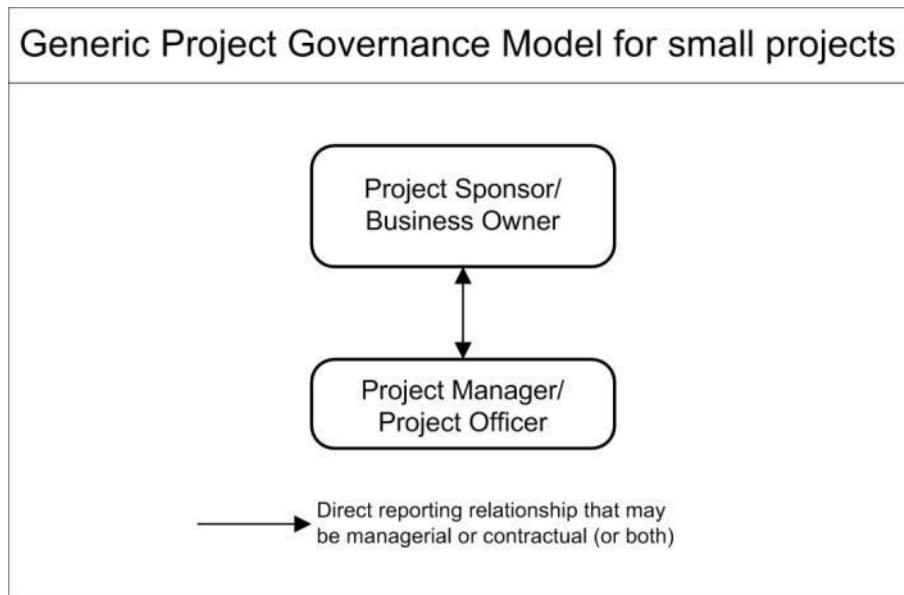 Generic Project Governance Model for small projects
Project Sponsor/
Business Owner
Project Manager/
Project Officer
Direct reporting relationship that may
be managerial or contractual (or both)